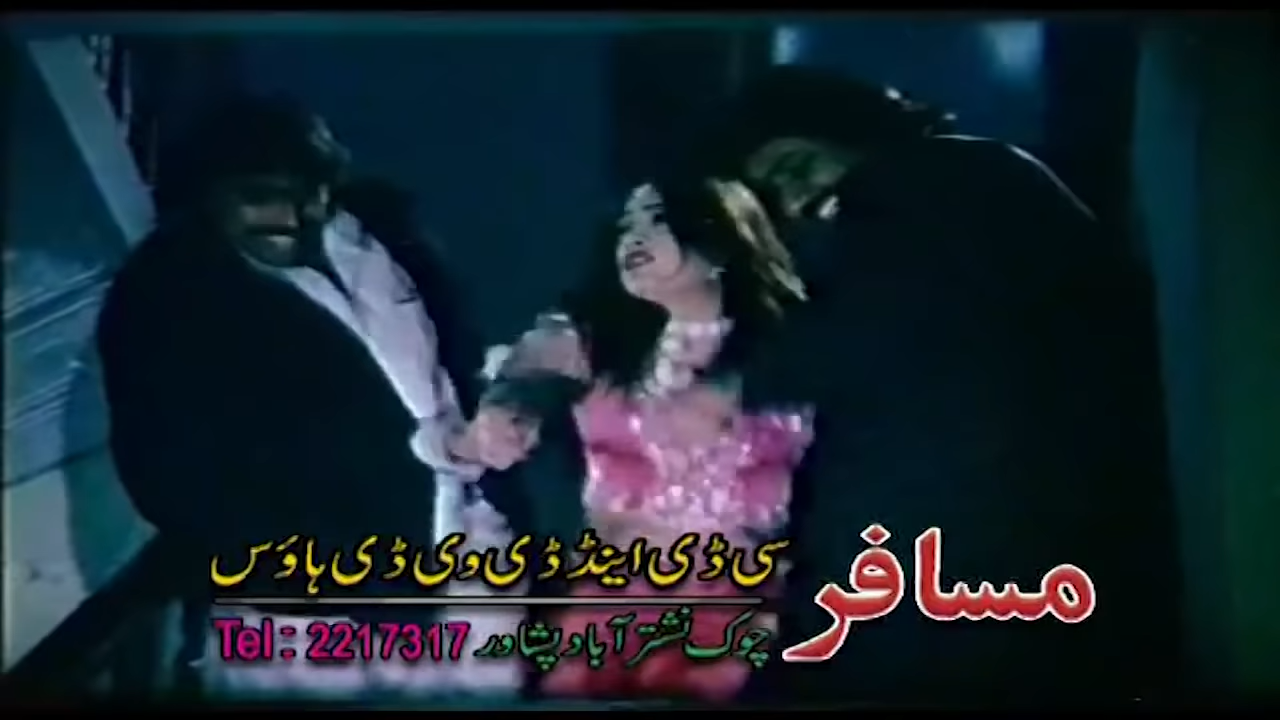 مسافر
سی ڈی اینڈ ڈی وی ڈی ہاؤس
چوک نشتر آباد پشاور Tel : 2217317